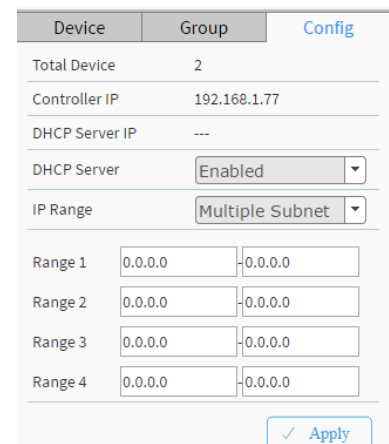 Device Group Config
Total Device 2
Controller IP 192.168.1.77
DHCP Server IP ---
DHCP Server Enabled
IP Range Multiple Subnet
Range 1 0.0.0.0 -0.0.0.0
Range 2 0.0.0.0 -0.0.0.0
Range 3 0.0.0.0 -0.0.0.0
Range 4 0.0.0.0 -0.0.0.0
✓ Apply